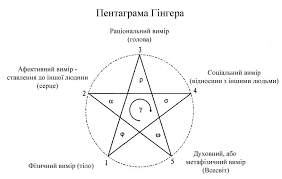 Пентаграма Гінгера
Раціональний вимір
(голова)
3
Афективний вимір -
ставлення до іншої людини
(серце)
Соціальний вимір
(відносини з іншими людьми)
ρ
2
α
σ
4
γ
φ
ω
1
5
Фізичний вимір (тіло)
Духовний, або
метафізичний вимір
(Всесвіт)